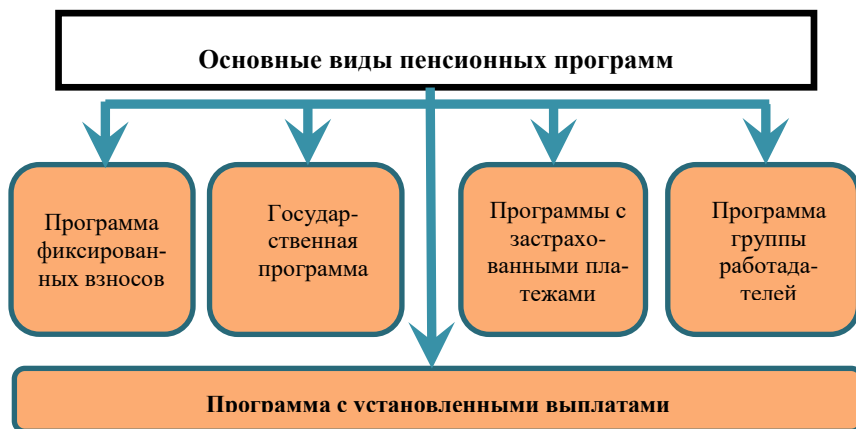 Основные виды пенсионных программ
Программа
фиксирован-
ных взносов
Государ-
ственная
программа
Программы с
застрахо-
ванными пла-
тежами
Программа
группы
работада-
телей
Программа с установленными выплатами